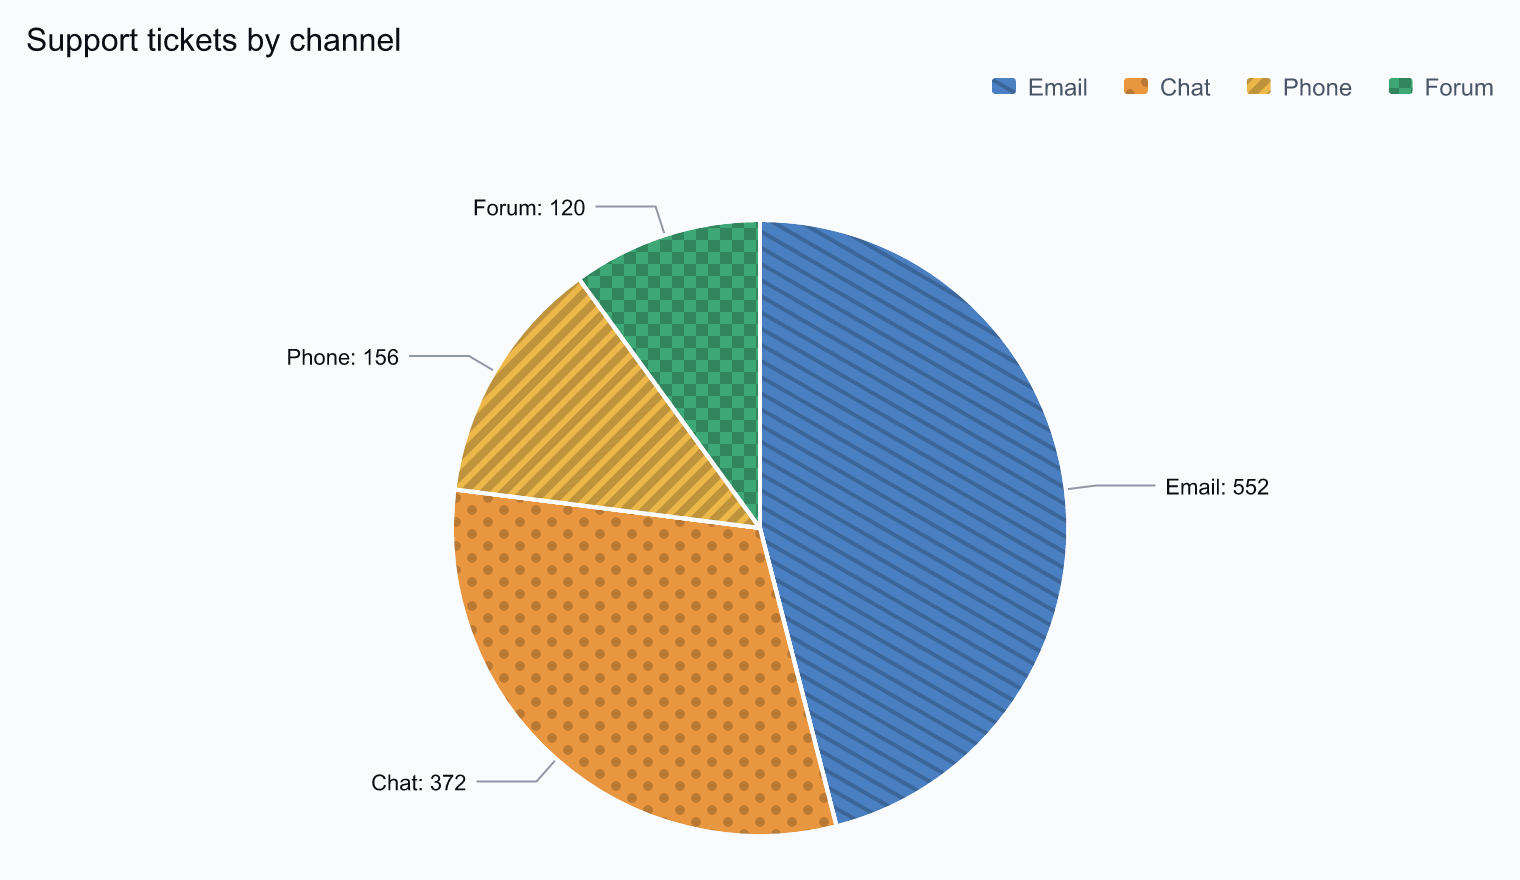 Support tickets by channel
Email
Chat
Phone
Forum
Forum: 120
Phone: 156
Email: 552
Chat: 372